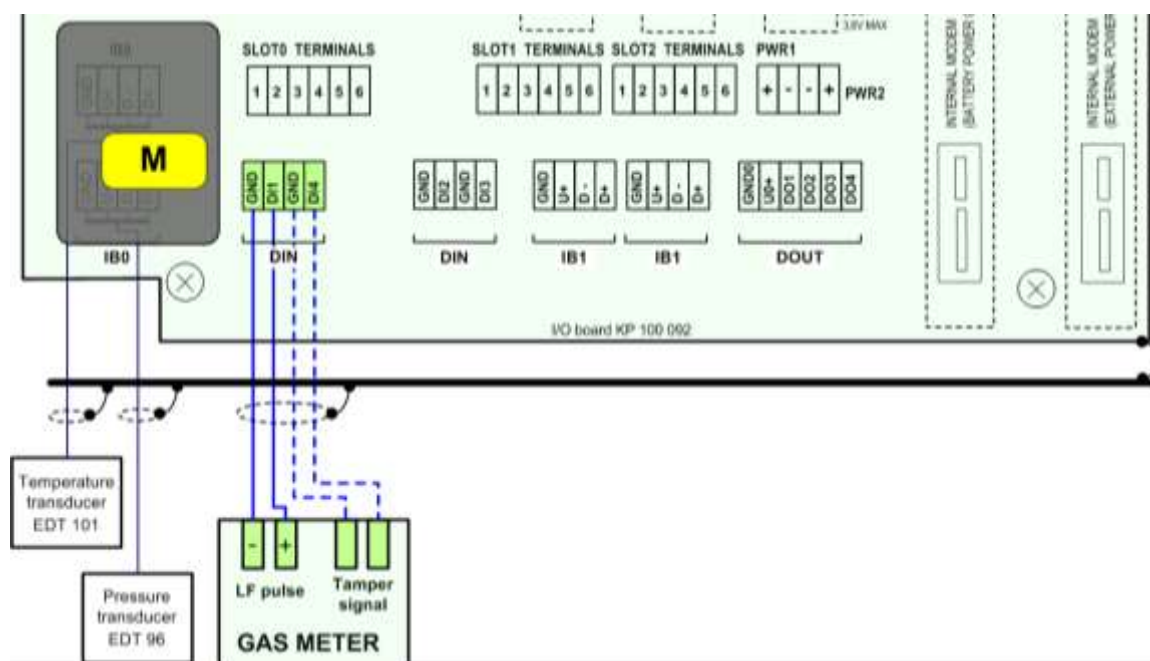 3.8V MAX
IB0
SLOT0 TERMINALS
SLOT1 TERMINALS
SLOT2 TERMINALS
PWR1
1 2 3 4 5 6
1 2 3 4 5 6
1 2 3 4 5 6
+ - - +
PWR2
INTERNAL MODEM
(BATTERY POWER
INTERNAL MODEM
(EXTERNAL POWER)
GND
M
GND DI1 GND DI4
GND DI2 GND DI3
GND U+ D- D+
GND U+ D- D+
GND0 U0+ DO1 DO2 DO3 DO4
IB0
DIN
DIN
IB1
IB1
DOUT
I/O board KP 100 092
Temperature
transducer
EDT 101
Pressure
transducer
EDT 96
- +
LF pulse
Tamper
signal
GAS METER